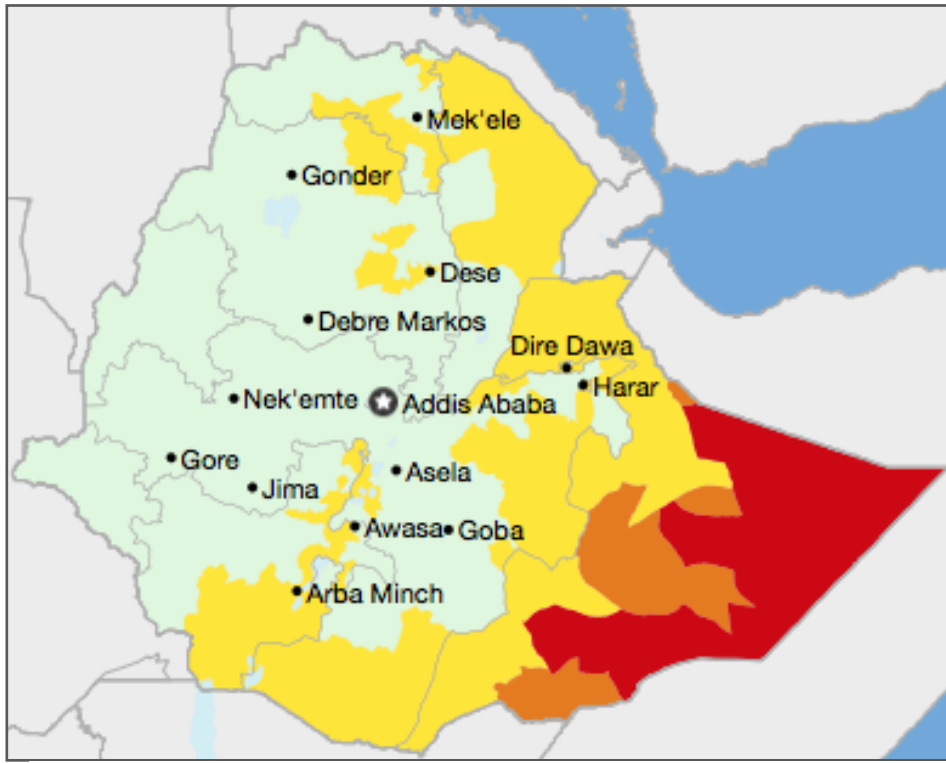 Mek'ele
Gonder
Dese
Debre Markos
Dire Dawa
Harar
Nek'emte
Addis Ababa
Gore
Asela
Jima
Awasa
Goba
Arba Minch